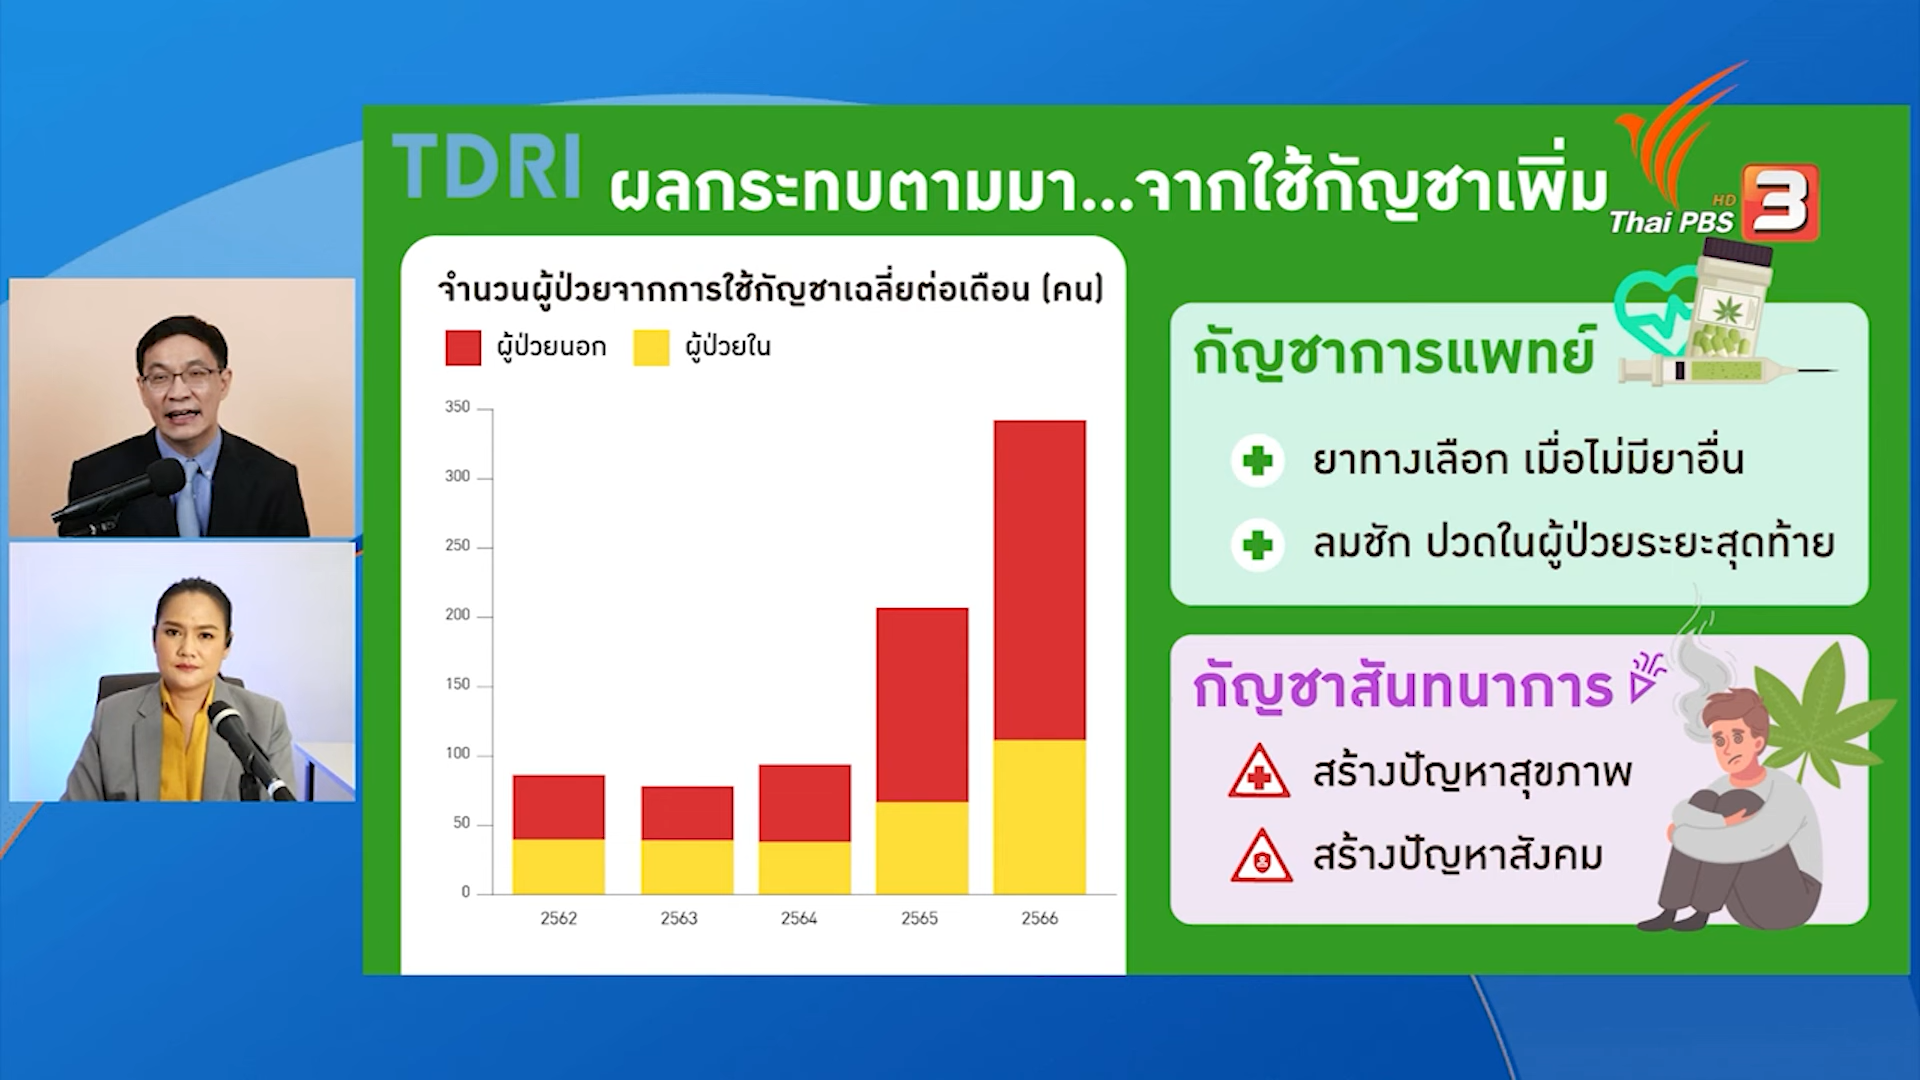 TDRI
ผลกระทบตามมา...จากใช้กัญชาเพิ่ม
HD
Thai PBS
3
จำนวนผู้ป่วยจากการใช้กัญชาเฉลี่ยต่อเดือน (คน)
ผู้ป่วยนอก ผู้ป่วยใน
350
300
250
200
150
100
50
0
2562 2563 2564 2565 2566
กัญชาการแพทย์
ยาทางเลือก เมื่อไม่มียาอื่น
ลมชัก ปวดในผู้ป่วยระยะสุดท้าย
กัญชาสันทนาการ
สร้างปัญหาสุขภาพ
สร้างปัญหาสังคม